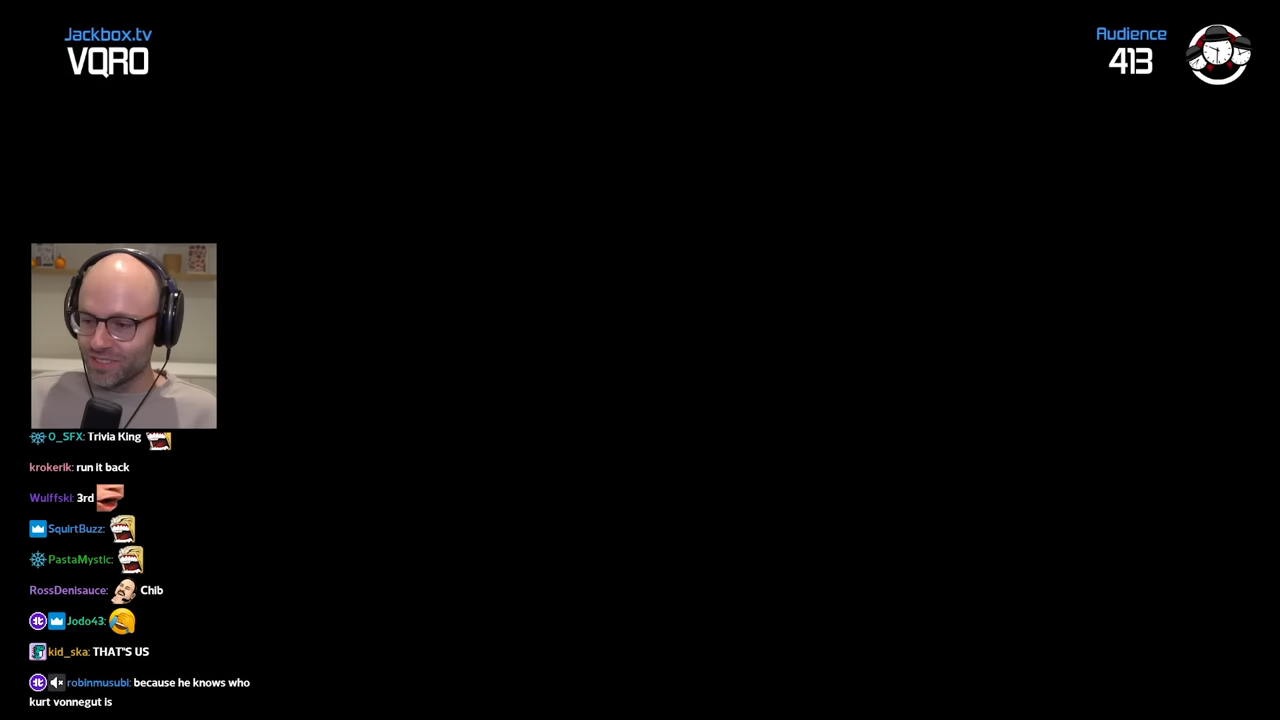 Jackbox.tv
VQRO
Audience
413
O_SFX: Trivia King
krokerik: run it back
Wulffski: 3rd
SquirtBuzz:
PastaMystic:
RossDenisauce: Chib
Jodo43:
kid_ska: THAT'S US
robinmusubi: because he knows who
kurt vonnegut is